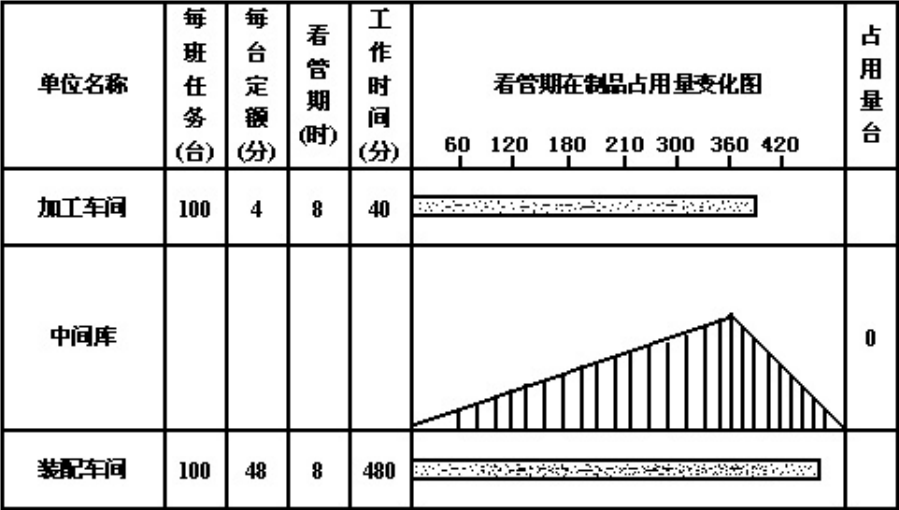 单位名称
每班任务(台)
每台定额(分)
看管期(时)
工作时间(分)
看管期在制品占用量变化图
60 120 180 210 300 360 420
占用量台
加工车间 100 4 8 40
中间库 0
装配车间 100 48 8 480